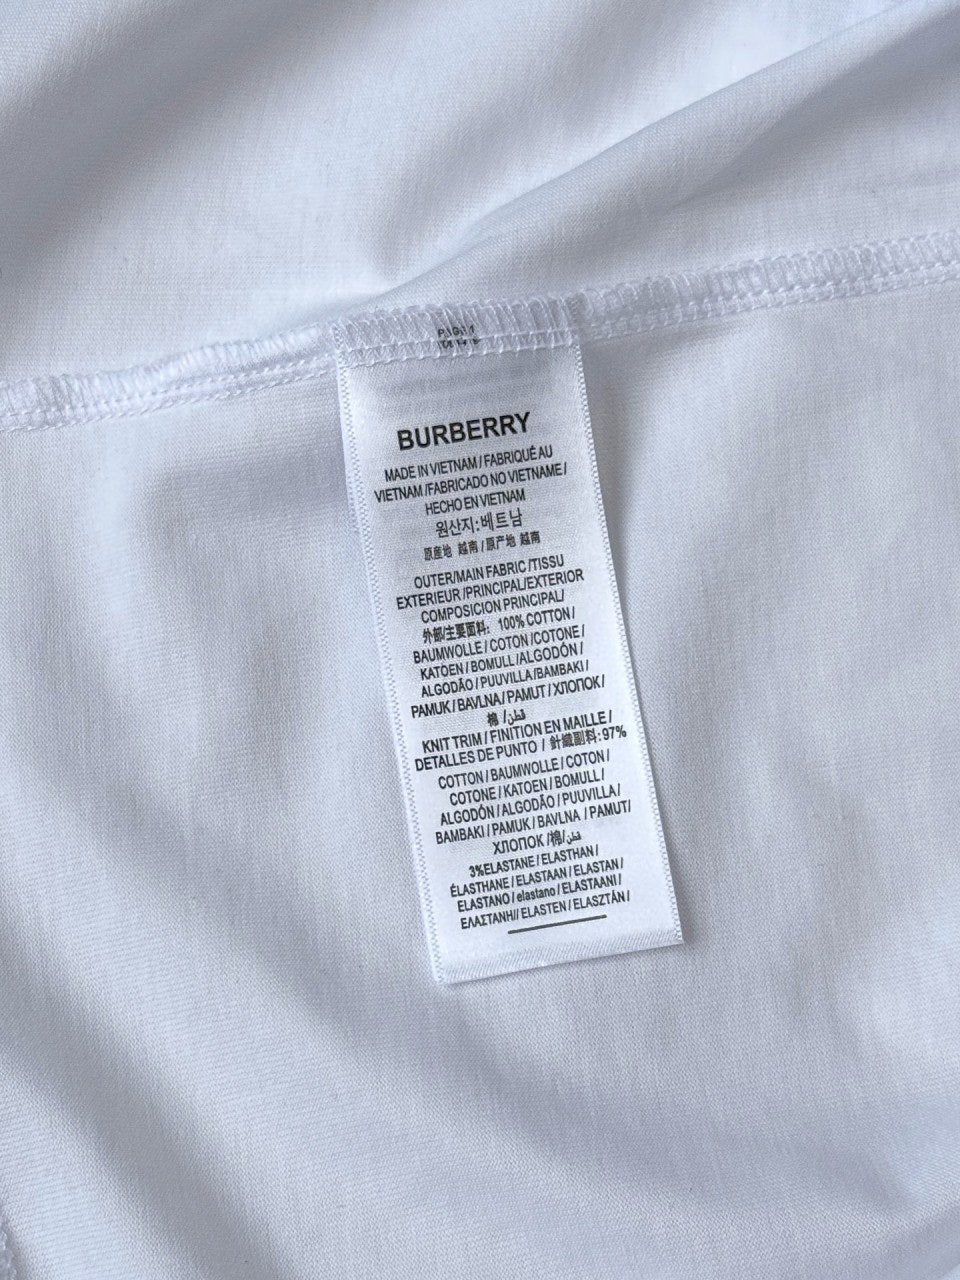 BURBERRY
MADE IN VIETNAM / FABRIQUÉ AU
VIETNAM /FABRICADO NO VIETNAME /
HECHO EN VIETNAM
원산지:베트남
原産地 越南 / 原产地 越南
OUTER/MAIN FABRIC /TISSU
EXTERIEUR /PRINCIPAL/EXTERIOR
COMPOSICION PRINCIPAL/
外部/主要面料: 100% COTTON /
BAUMWOLLE / COTON /COTONE /
KATOEN / BOMULL /ALGODÓN /
ALGODÃO / PUUVILLA /BAMBAKI /
PAMUK / BAVLNA / PAMUT / ХЛОПОК /
棉 /قطن
KNIT TRIM / FINITION EN MAILLE /
DETALLES DE PUNTO / 針織副料:97%
COTTON / BAUMWOLLE / COTON /
COTONE / KATOEN / BOMULL /
ALGODÓN / ALGODÃO / PUUVILLA /
BAMBAKI / PAMUK / BAVLNA / PAMUT/
ХЛОПОК /棉/قطن
3%ELASTANE / ELASTHAN /
ÉLASTHANE / ELASTAAN / ELASTAN /
ELASTANO / elastano / ELASTAANI /
ΕΛΑΣΤΑΝΗ// ELASTEN / ELASZTÁN /